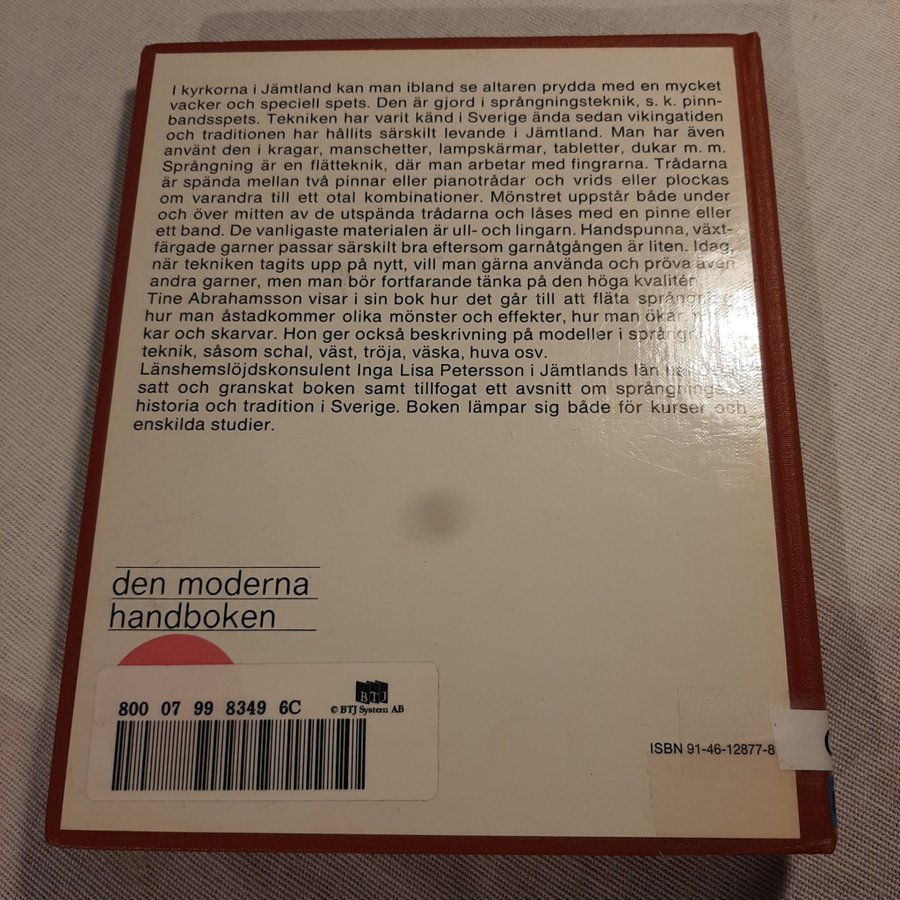 I kyrkorna i Jämtland kan man ibland se altaren prydda med en mycket
vacker och speciell spets. Den är gjord i språngningsteknik, s. k. pinn-
bandsspets. Tekniken har varit känd i Sverige ända sedan vikingatiden
och traditionen har hållits särskilt levande i Jämtland. Man har även
använt den i kragar, manschetter, lampskärmar, tabletter, dukar m. m.
Språngning är en flätteknik, där man arbetar med fingrarna. Trådarna
är spända mellan två pinnar eller pianotrådar och vrids eller plockas
om varandra till ett otal kombinationer. Mönstret uppstår både under
och över mitten av de utspända trådarna och låses med en pinne eller
ett band. De vanligaste materialen är ull- och lingarn. Handspunna, växt-
färgade garner passar särskilt bra eftersom garnåtgången är liten. Idag,
när tekniken tagits upp på nytt, vill man gärna använda och pröva även
andra garner, men man bör fortfarande tänka på den höga kvalitén.
Tine Abrahamsson visar i sin bok hur det går till att fläta
hur man åstadkommer olika mönster och effekter, hur man ökar,
kar och skarvar. Hon ger också beskrivning på modeller i
teknik, såsom schal, väst, tröja, väska, huva osv.
Länshemslöjdskonsulent Inga Lisa Petersson i Jämtlands län
satt och granskat boken samt tillfogat ett avsnitt om språngningens
historia och tradition i Sverige. Boken lämpar sig både för kurser och
enskilda studier.
den moderna
handboken
800 07 99 8349 6C
BTJ
© BTJ System AB
ISBN 91-46-12877-8